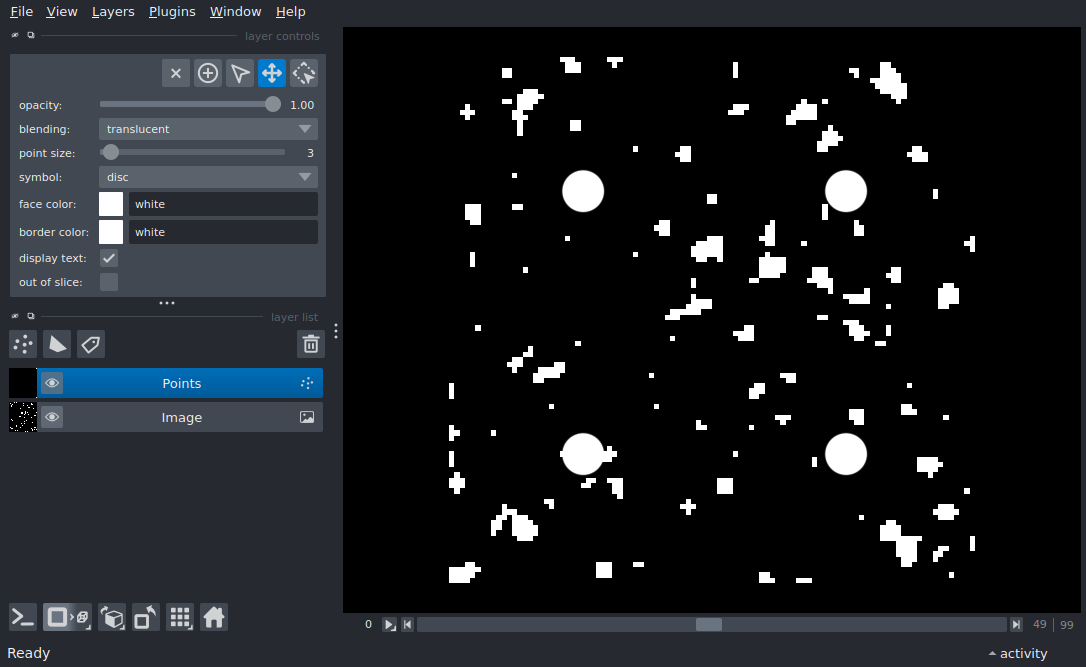 File View Layers Plugins Window Help
layer controls
opacity: 1.00
blending: translucent
point size: 3
symbol: disc
face color: white
border color: white
display text:
out of slice:
layer list
Points
Image
0 49 | 99
Ready activity